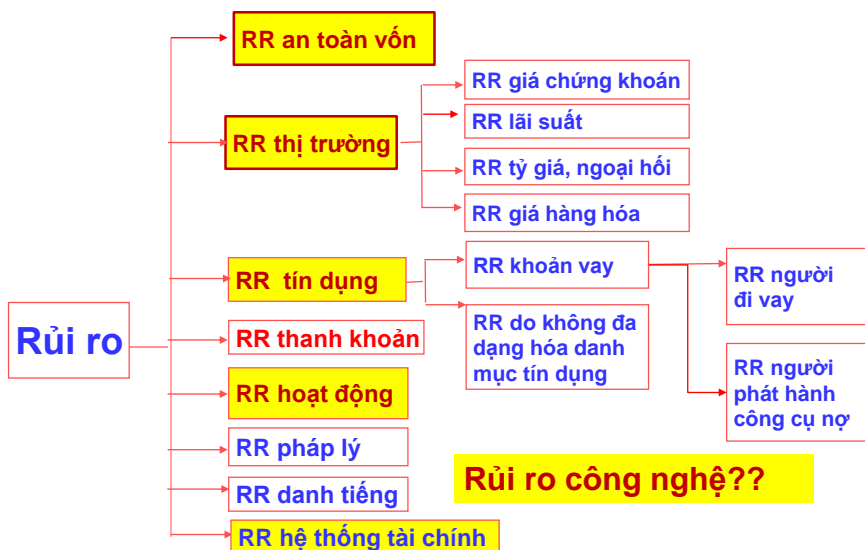 RR an toàn vốn
RR giá chứng khoán
RR lãi suất
RR thị trường
RR tỷ giá, ngoại hối
RR giá hàng hóa
RR tín dụng
RR khoản vay
RR người
đi vay
RR do không đa
dạng hóa danh
mục tín dụng
RR người
phát hành
công cụ nợ
Rủi ro
RR thanh khoản
RR hoạt động
RR pháp lý
RR danh tiếng
RR hệ thống tài chính
Rủi ro công nghệ??